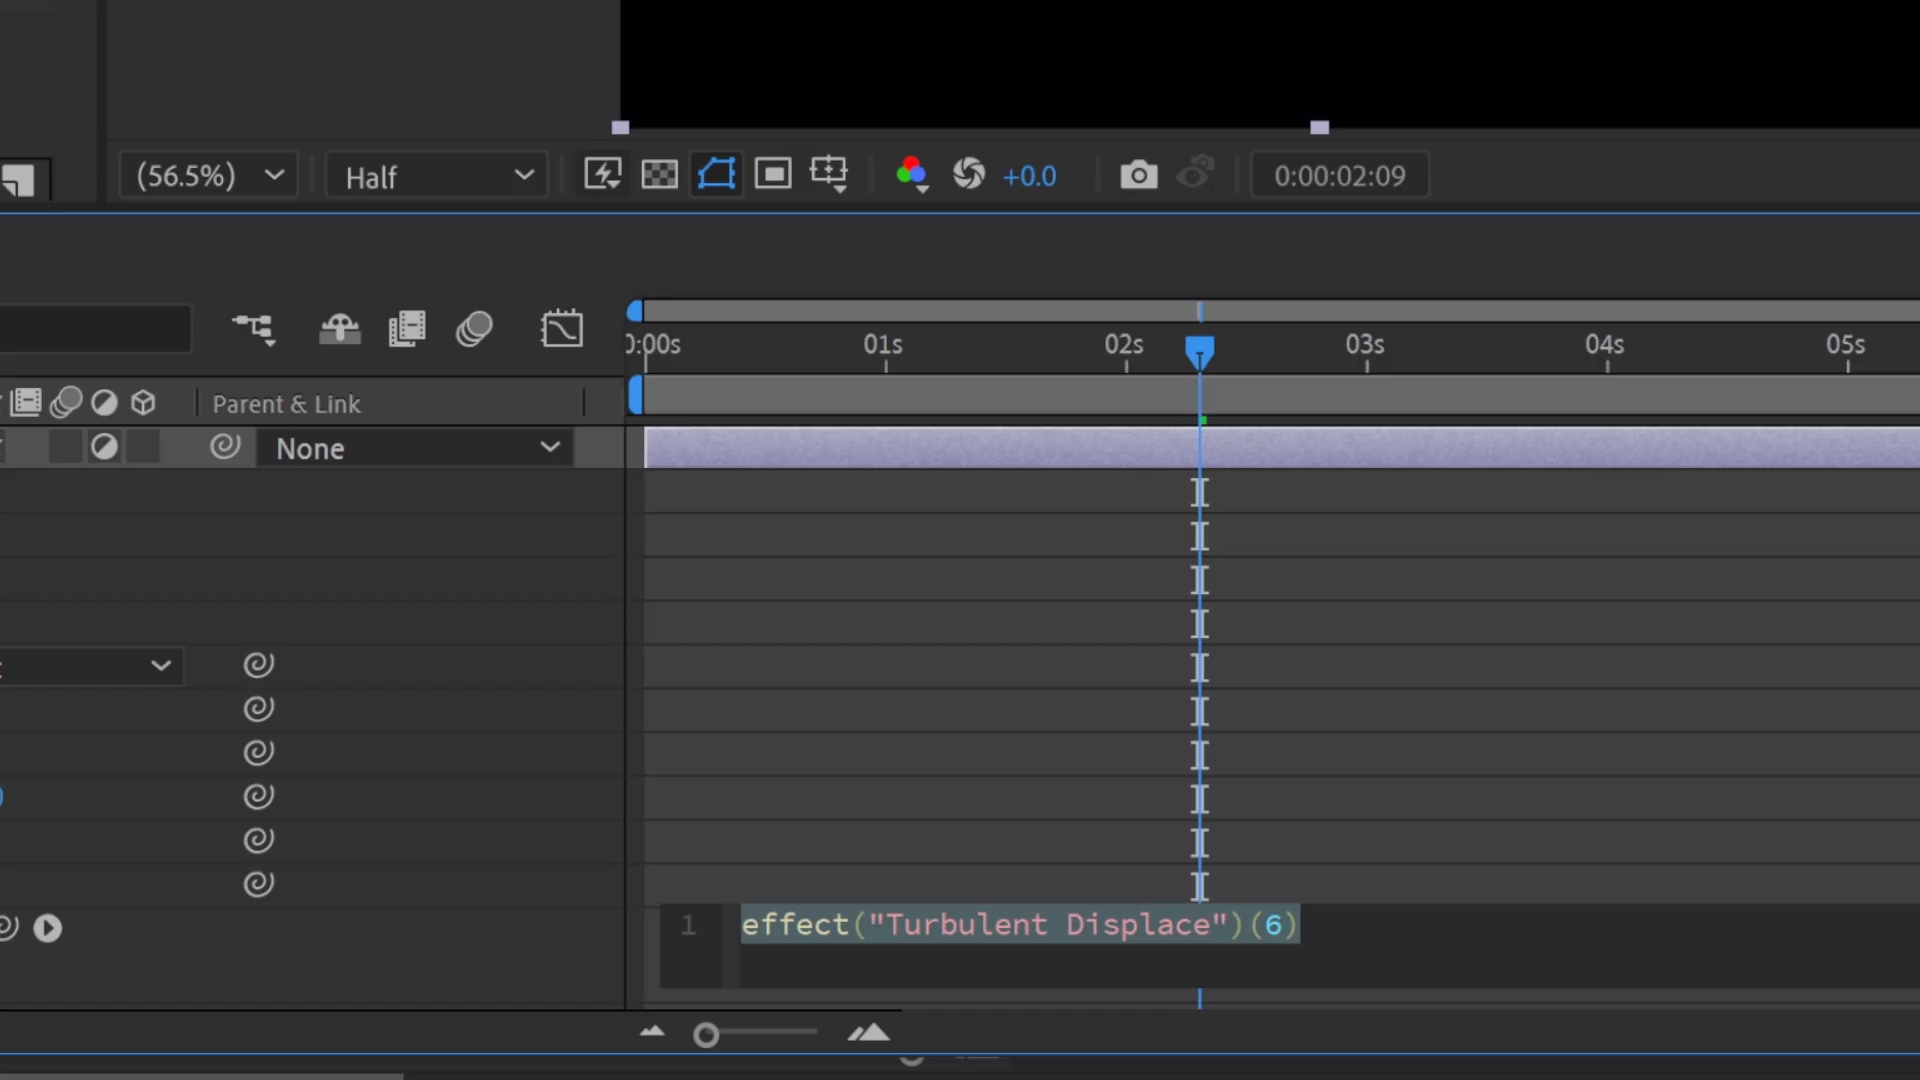 (56.5%)
Half
+0.0
0:00:02:09
0:00s 01s 02s 03s 04s 05s
Parent & Link
None
1 effect("Turbulent Displace")(6)